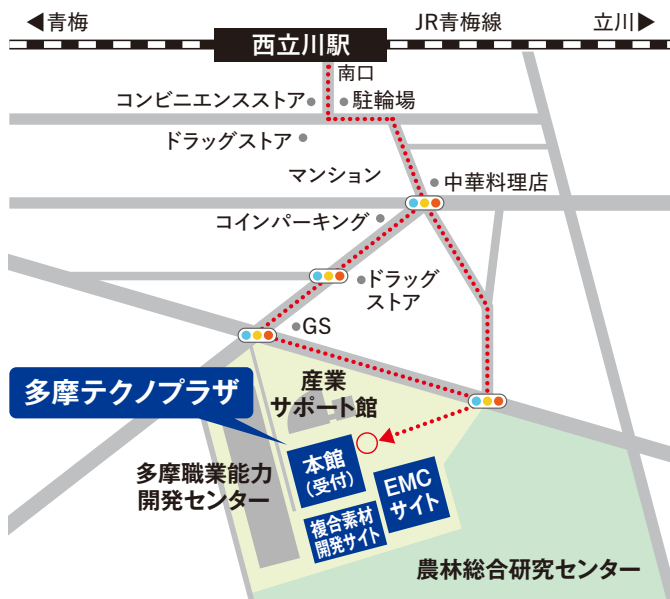 ◀青梅
JR青梅線
立川▶
西立川駅
南口
コンビニエンスストア
駐輪場
ドラッグストア
マンション
中華料理店
コインパーキング
ドラッグ
ストア
GS
多摩テクノプラザ
産業
サポート館
本館
(受付)
多摩職業能力
開発センター
EMC
サイト
複合素材
開発サイト
農林総合研究センター